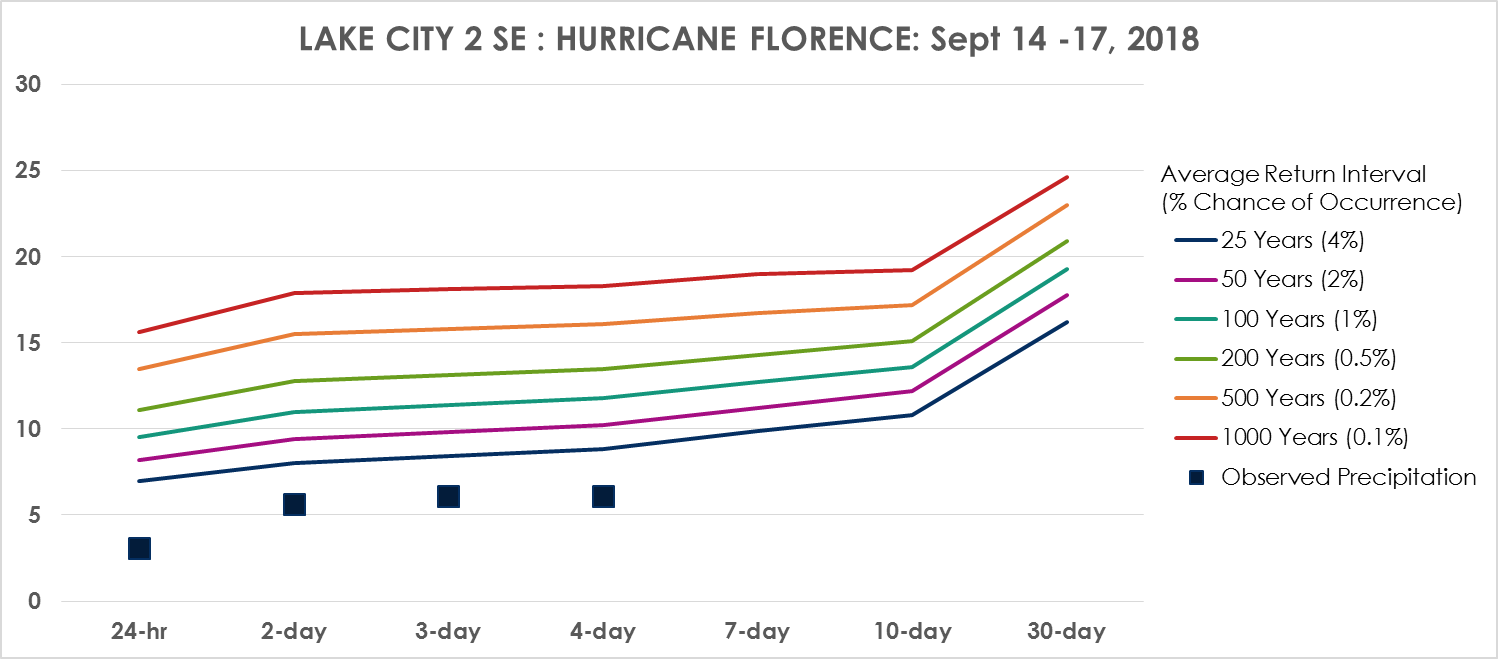 LAKE CITY 2 SE : HURRICANE FLORENCE: Sept 14 -17, 2018
30
25
20
15
10
5
0
24-hr
2-day
3-day
4-day
7-day
10-day
30-day
Average Return Interval
(% Chance of Occurrence)
25 Years (4%)
50 Years (2%)
100 Years (1%)
200 Years (0.5%)
500 Years (0.2%)
1000 Years (0.1%)
Observed Precipitation